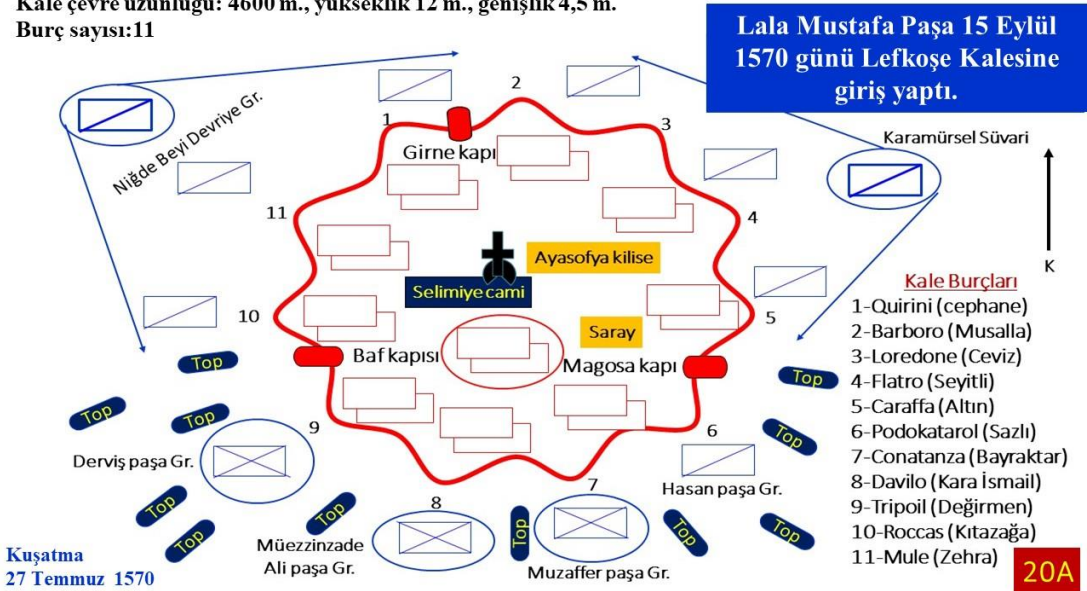 Kale çevre uzunluğu: 4600 m., yükseklik 12 m., genişlik 4,5 m.
Burç sayısı:11
Lala Mustafa Paşa 15 Eylül
1570 günü Lefkoşe Kalesine
giriş yaptı.
Niğde Beyi Devriye Gr.
Karamürsel Süvari
K
1
2
3
4
5
6
7
8
9
10
11
Girne kapı
Ayasofya kilise
Selimiye cami
Saray
Baf kapısı
Magosa kapı
Top
Top
Top
Top
Top
Top
Top
Top
Top
Top
Top
Derviş paşa Gr.
Müezzinzade
Ali paşa Gr.
Muzaffer paşa Gr.
Hasan paşa Gr.
Kale Burçları
1-Quirini (cephane)
2-Barboro (Musalla)
3-Loredone (Ceviz)
4-Flatro (Seyitli)
5-Caraffa (Altın)
6-Podokatarol (Sazlı)
7-Conatanza (Bayraktar)
8-Davilo (Kara İsmail)
9-Tripoil (Değirmen)
10-Roccas (Kıtazağa)
11-Mule (Zehra)
Kuşatma
27 Temmuz 1570
20A